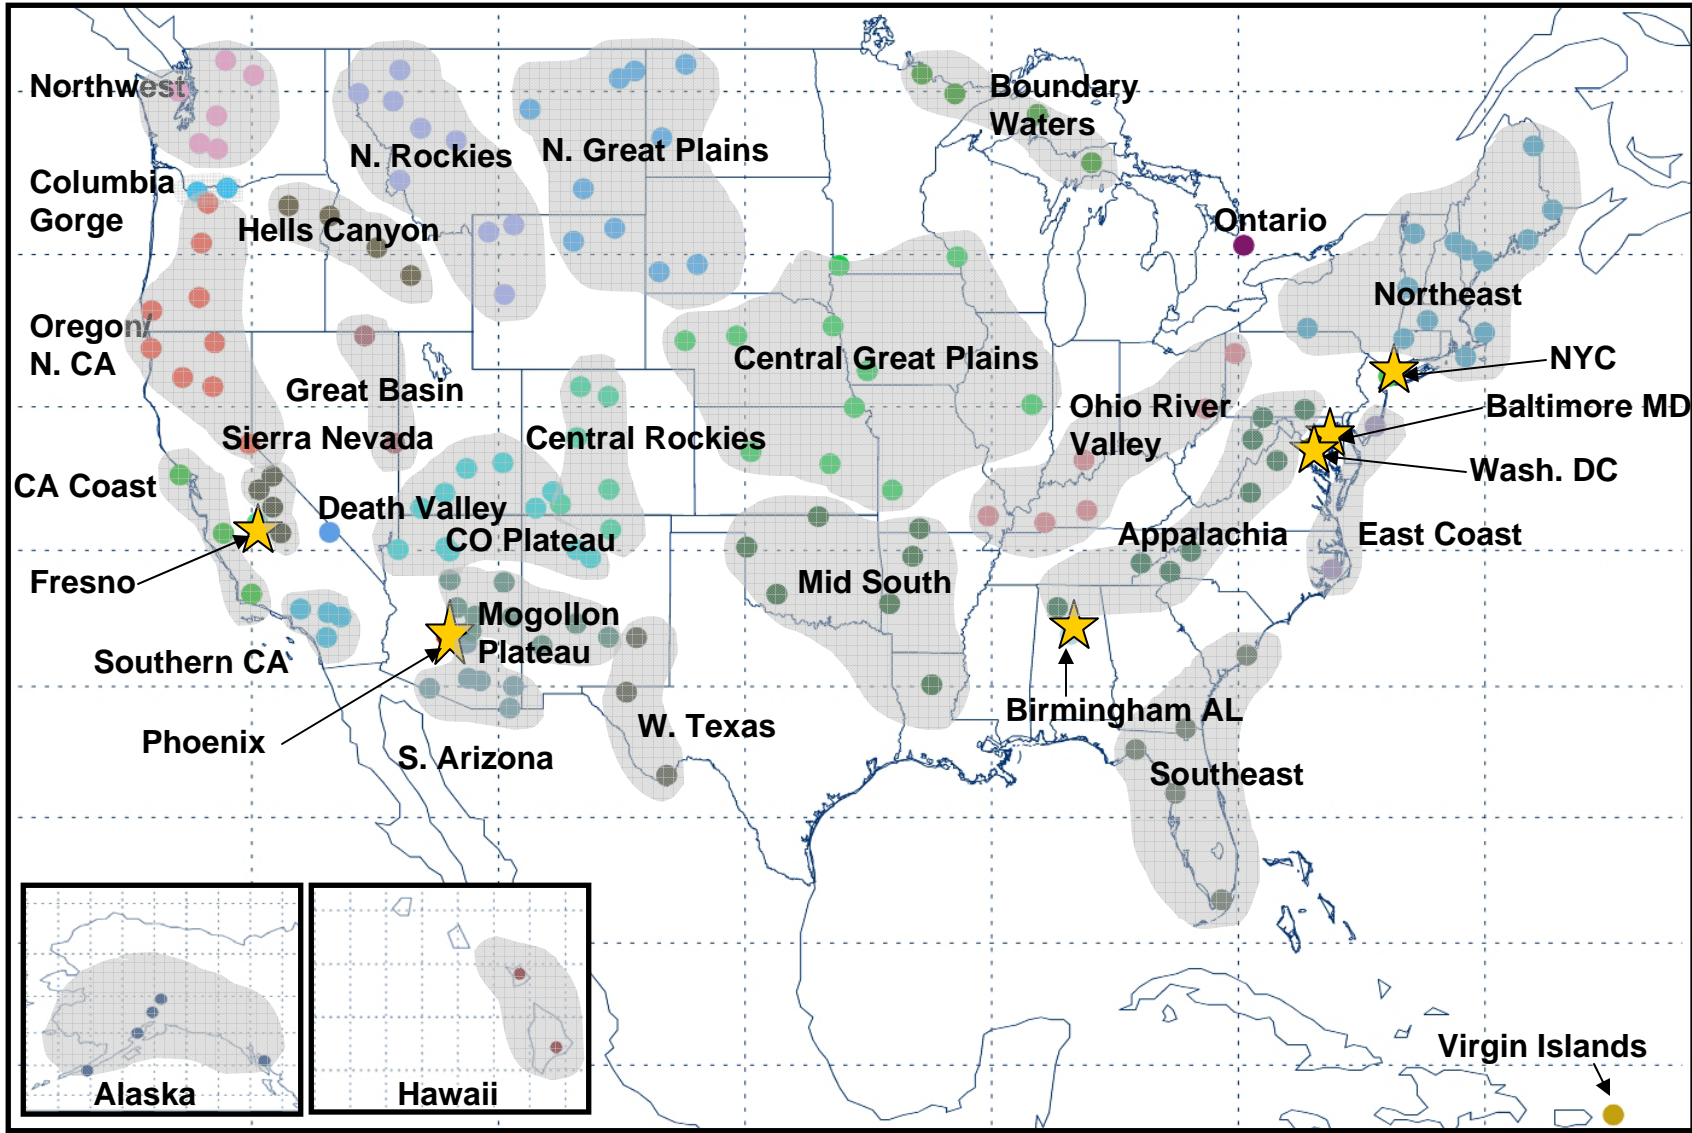 Northwest
Columbia
Gorge
Oregon/
N. CA
N. Rockies
N. Great Plains
Boundary
Waters
Hells Canyon
Ontario
Northeast
Great Basin
Central Great Plains
NYC
Sierra Nevada
Central Rockies
Ohio River
Valley
Baltimore MD
CA Coast
Death Valley
CO Plateau
Wash. DC
Appalachia
East Coast
Fresno
Mid South
Mogollon
Plateau
Southern CA
Phoenix
S. Arizona
W. Texas
Birmingham AL
Southeast
Alaska
Hawaii
Virgin Islands